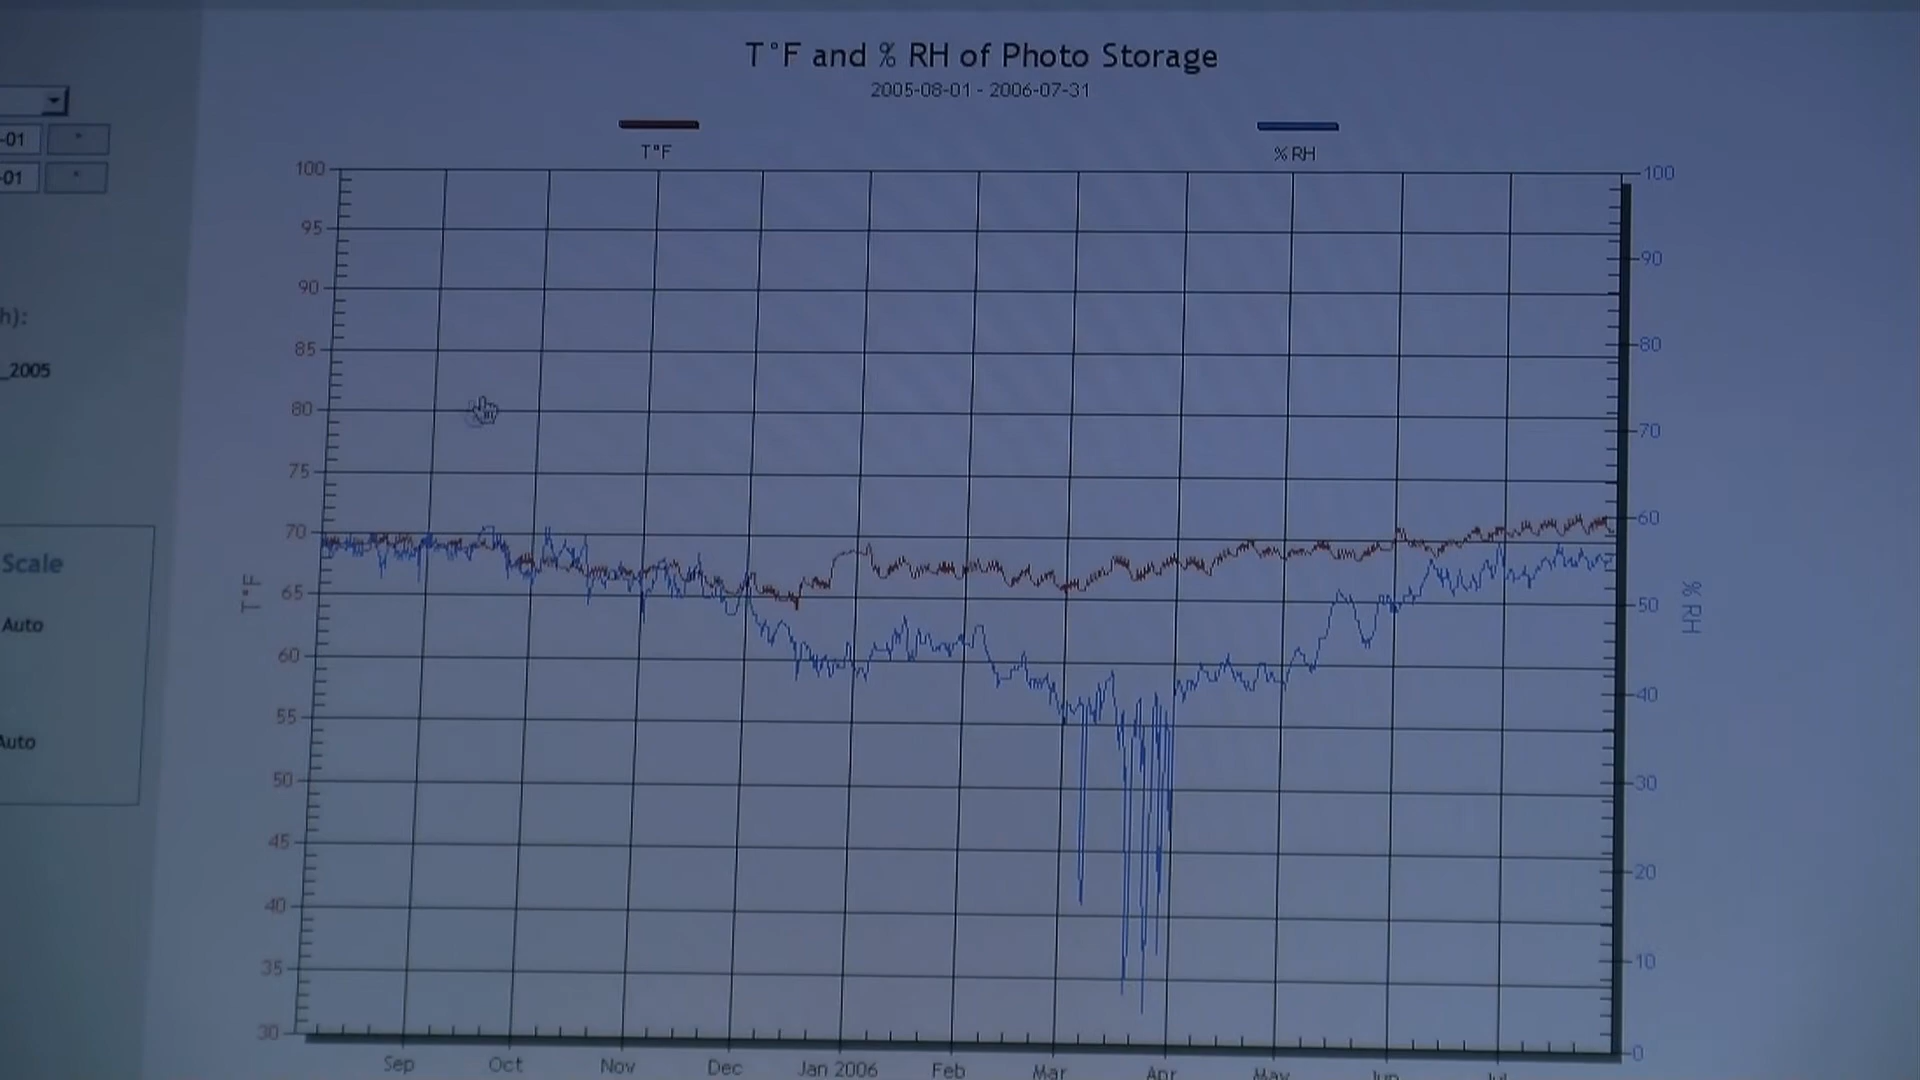 T°F and % RH of Photo Storage
2005-08-01 - 2006-07-31
T°F
% RH
-01
-01
h):
_2005
Scale
Auto
Auto
100
95
90
85
80
75
70
65
60
55
50
45
40
35
30
T°F
100
90
80
70
60
50
40
30
20
10
0
% RH
Sep Oct Nov Dec Jan 2006 Feb Mar Apr May Jun Jul